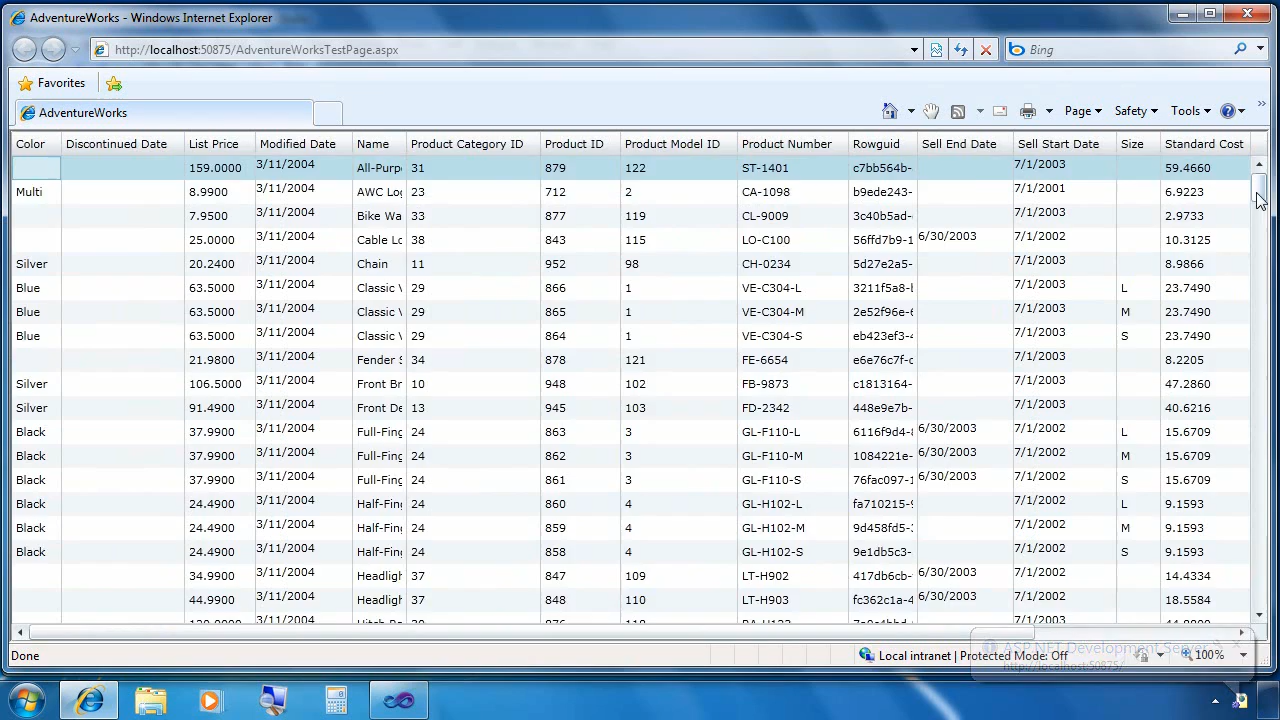 AdventureWorks - Windows Internet Explorer
http://localhost:50875/AdventureWorksTestPage.aspx
Bing
Favorites
AdventureWorks
Page Safety Tools
Color Discontinued Date List Price Modified Date Name Product Category ID Product ID Product Model ID Product Number Rowguid Sell End Date Sell Start Date Size Standard Cost
159.0000 3/11/2004 All-Purp 31 879 122 ST-1401 c7bb564b- 7/1/2003 59.4660
Multi 8.9900 3/11/2004 AWC Lo 23 712 2 CA-1098 b9ede243- 7/1/2001 6.9223
7.9500 3/11/2004 Bike Wa 33 877 119 CL-9009 3c40b5ad- 7/1/2003 2.9733
25.0000 3/11/2004 Cable Lo 38 843 115 LO-C100 56ffd7b9-1 6/30/2003 7/1/2002 10.3125
Silver 20.2400 3/11/2004 Chain 11 952 98 CH-0234 5d27e2a5- 7/1/2003 8.9866
Blue 63.5000 3/11/2004 Classic V 29 866 1 VE-C304-L 3211f5a8- 7/1/2003 L 23.7490
Blue 63.5000 3/11/2004 Classic V 29 865 1 VE-C304-M 2e52f96e- 7/1/2003 M 23.7490
Blue 63.5000 3/11/2004 Classic V 29 864 1 VE-C304-S eb423ef3- 7/1/2003 S 23.7490
21.9800 3/11/2004 Fender S 34 878 121 FE-6654 e6e76c7f- 7/1/2003 8.2205
Silver 106.5000 3/11/2004 Front Br 10 948 102 FB-9873 c1813164- 7/1/2003 47.2860
Silver 91.4900 3/11/2004 Front De 13 945 103 FD-2342 448e9e7b- 7/1/2003 40.6216
Black 37.9900 3/11/2004 Full-Fing 24 863 3 GL-F110-L 6116f9d4- 6/30/2003 7/1/2002 L 15.6709
Black 37.9900 3/11/2004 Full-Fing 24 862 3 GL-F110-M 1084221e- 6/30/2003 7/1/2002 M 15.6709
Black 37.9900 3/11/2004 Full-Fing 24 861 3 GL-F110-S 76fac097-1 6/30/2003 7/1/2002 S 15.6709
Black 24.4900 3/11/2004 Half-Fing 24 860 4 GL-H102-L fa710215- 7/1/2002 L 9.1593
Black 24.4900 3/11/2004 Half-Fing 24 859 4 GL-H102-M 9d458fd5- 7/1/2002 M 9.1593
Black 24.4900 3/11/2004 Half-Fing 24 858 4 GL-H102-S 9e1db5c3- 7/1/2002 S 9.1593
34.9900 3/11/2004 Headligh 37 847 109 LT-H902 417db6cb- 6/30/2003 7/1/2002 14.4334
44.9900 3/11/2004 Headligh 37 848 110 LT-H903 fc362c1a-4 6/30/2003 7/1/2002 18.5584
ASP.NET Development Server
Done Local intranet | Protected Mode: Off 100%
http://localhost:50875/